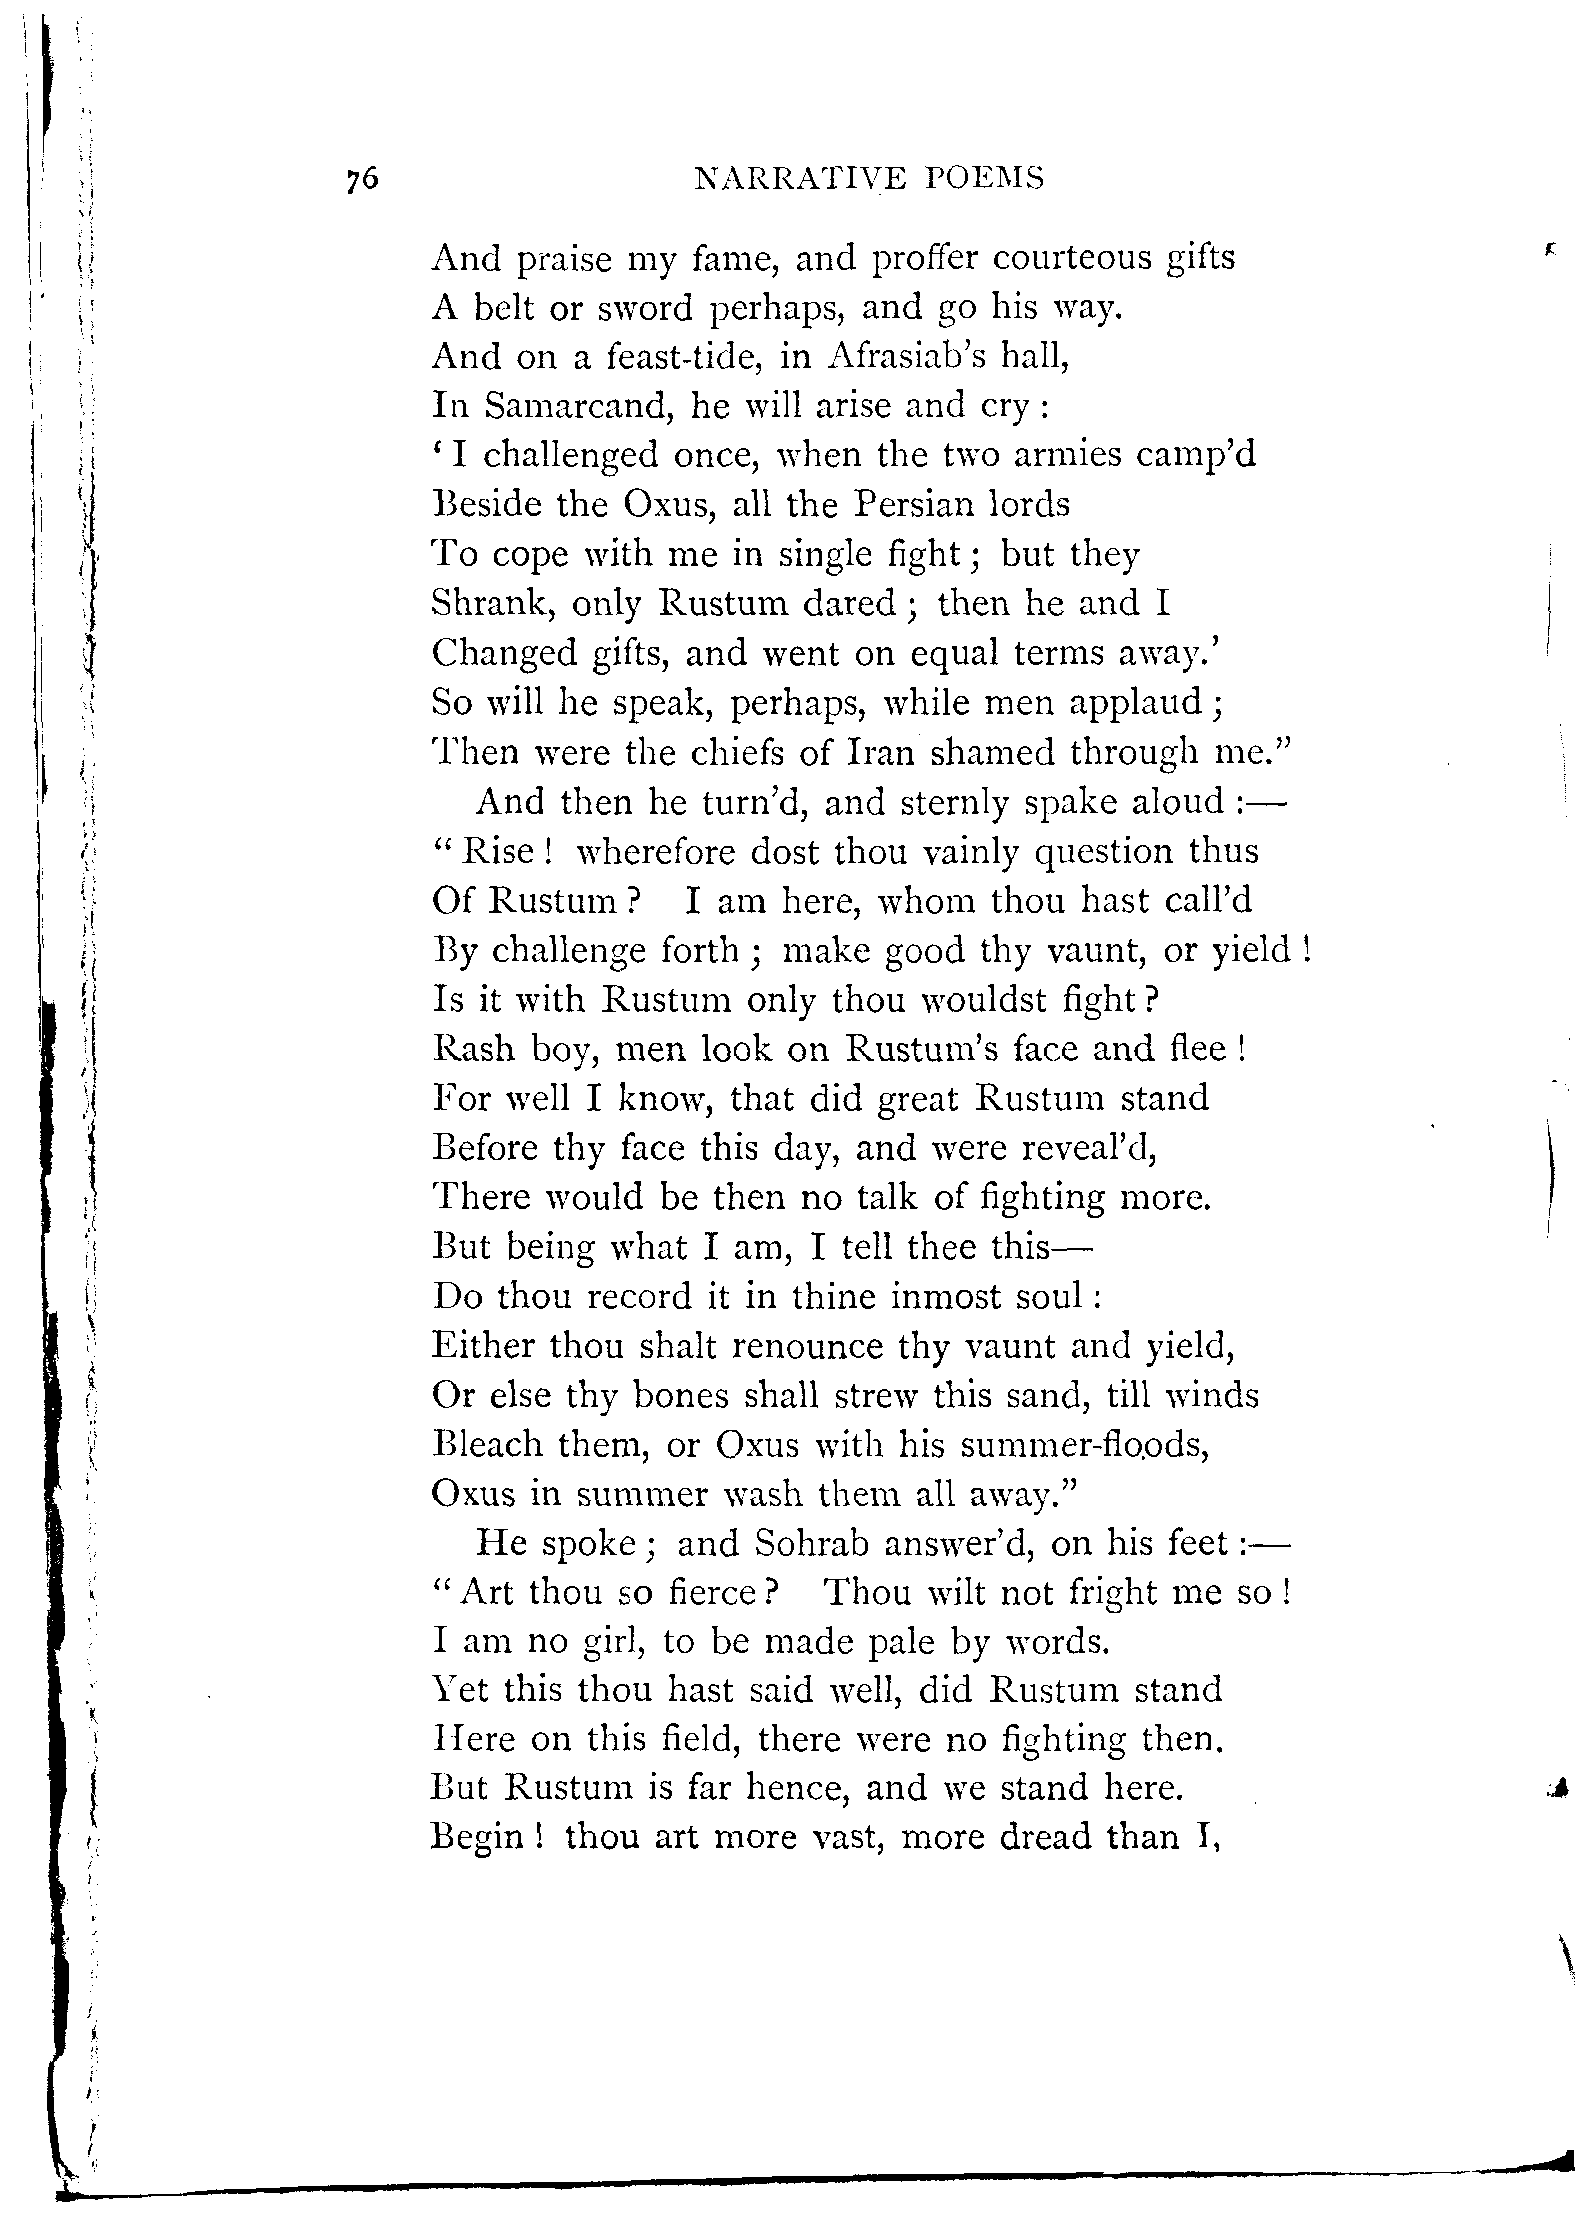 76 NARRATIVE POEMS
And praise my fame, and proffer courteous gifts
A belt or sword perhaps, and go his way.
And on a feast-tide, in Afrasiab’s hall,
In Samarcand, he will arise and cry :
‘ I challenged once, when the two armies camp’d
Beside the Oxus, all the Persian lords
To cope with me in single fight ; but they
Shrank, only Rustum dared ; then he and I
Changed gifts, and went on equal terms away.’
So will he speak, perhaps, while men applaud ;
Then were the chiefs of Iran shamed through me.”
And then he turn’d, and sternly spake aloud :—
“ Rise ! wherefore dost thou vainly question thus
Of Rustum ? I am here, whom thou hast call’d
By challenge forth ; make good thy vaunt, or yield !
Is it with Rustum only thou wouldst fight ?
Rash boy, men look on Rustum’s face and flee !
For well I know, that did great Rustum stand
Before thy face this day, and were reveal’d,
There would be then no talk of fighting more.
But being what I am, I tell thee this—
Do thou record it in thine inmost soul :
Either thou shalt renounce thy vaunt and yield,
Or else thy bones shall strew this sand, till winds
Bleach them, or Oxus with his summer-floods,
Oxus in summer wash them all away.”
He spoke ; and Sohrab answer’d, on his feet :—
“ Art thou so fierce ? Thou wilt not fright me so !
I am no girl, to be made pale by words.
Yet this thou hast said well, did Rustum stand
Here on this field, there were no fighting then.
But Rustum is far hence, and we stand here.
Begin ! thou art more vast, more dread than I,